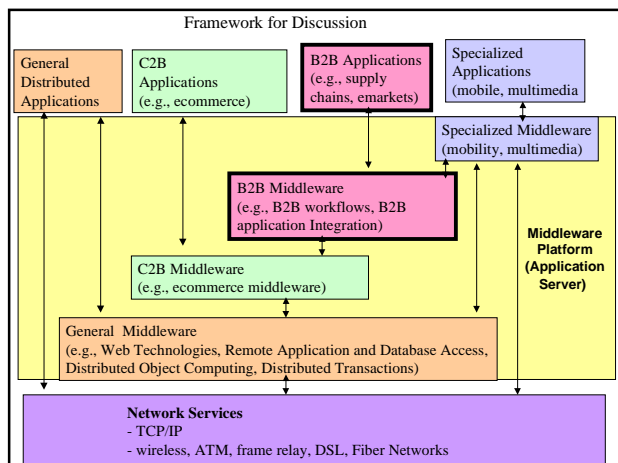 Framework for Discussion
General
Distributed
Applications
C2B
Applications
(e.g., ecommerce)
B2B Applications
(e.g., supply
chains, emarkets)
Specialized
Applications
(mobile, multimedia
Specialized Middleware
(mobility, multimedia)
B2B Middleware
(e.g., B2B workflows, B2B
application Integration)
Middleware
Platform
(Application
Server)
C2B Middleware
(e.g., ecommerce middleware)
General Middleware
(e.g., Web Technologies, Remote Application and Database Access,
Distributed Object Computing, Distributed Transactions)
Network Services
- TCP/IP
- wireless, ATM, frame relay, DSL, Fiber Networks